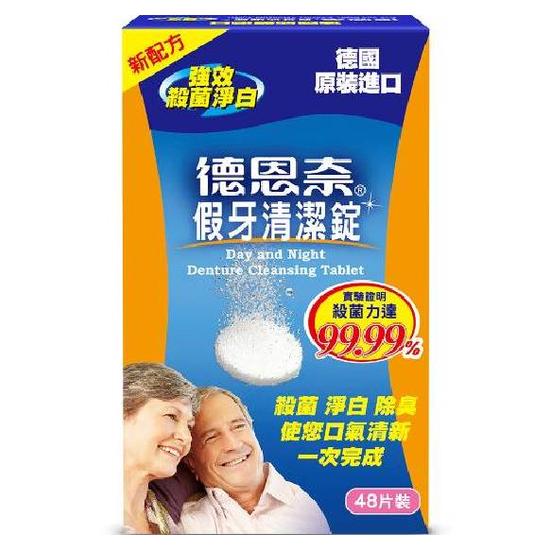 新配方
強效
殺菌淨白
德國
原裝進口
德恩奈®
假牙清潔錠
Day and Night
Denture Cleansing Tablet
實驗證明
殺菌力達
99.99%
殺菌 淨白 除臭
使您口氣清新
一次完成
48片裝